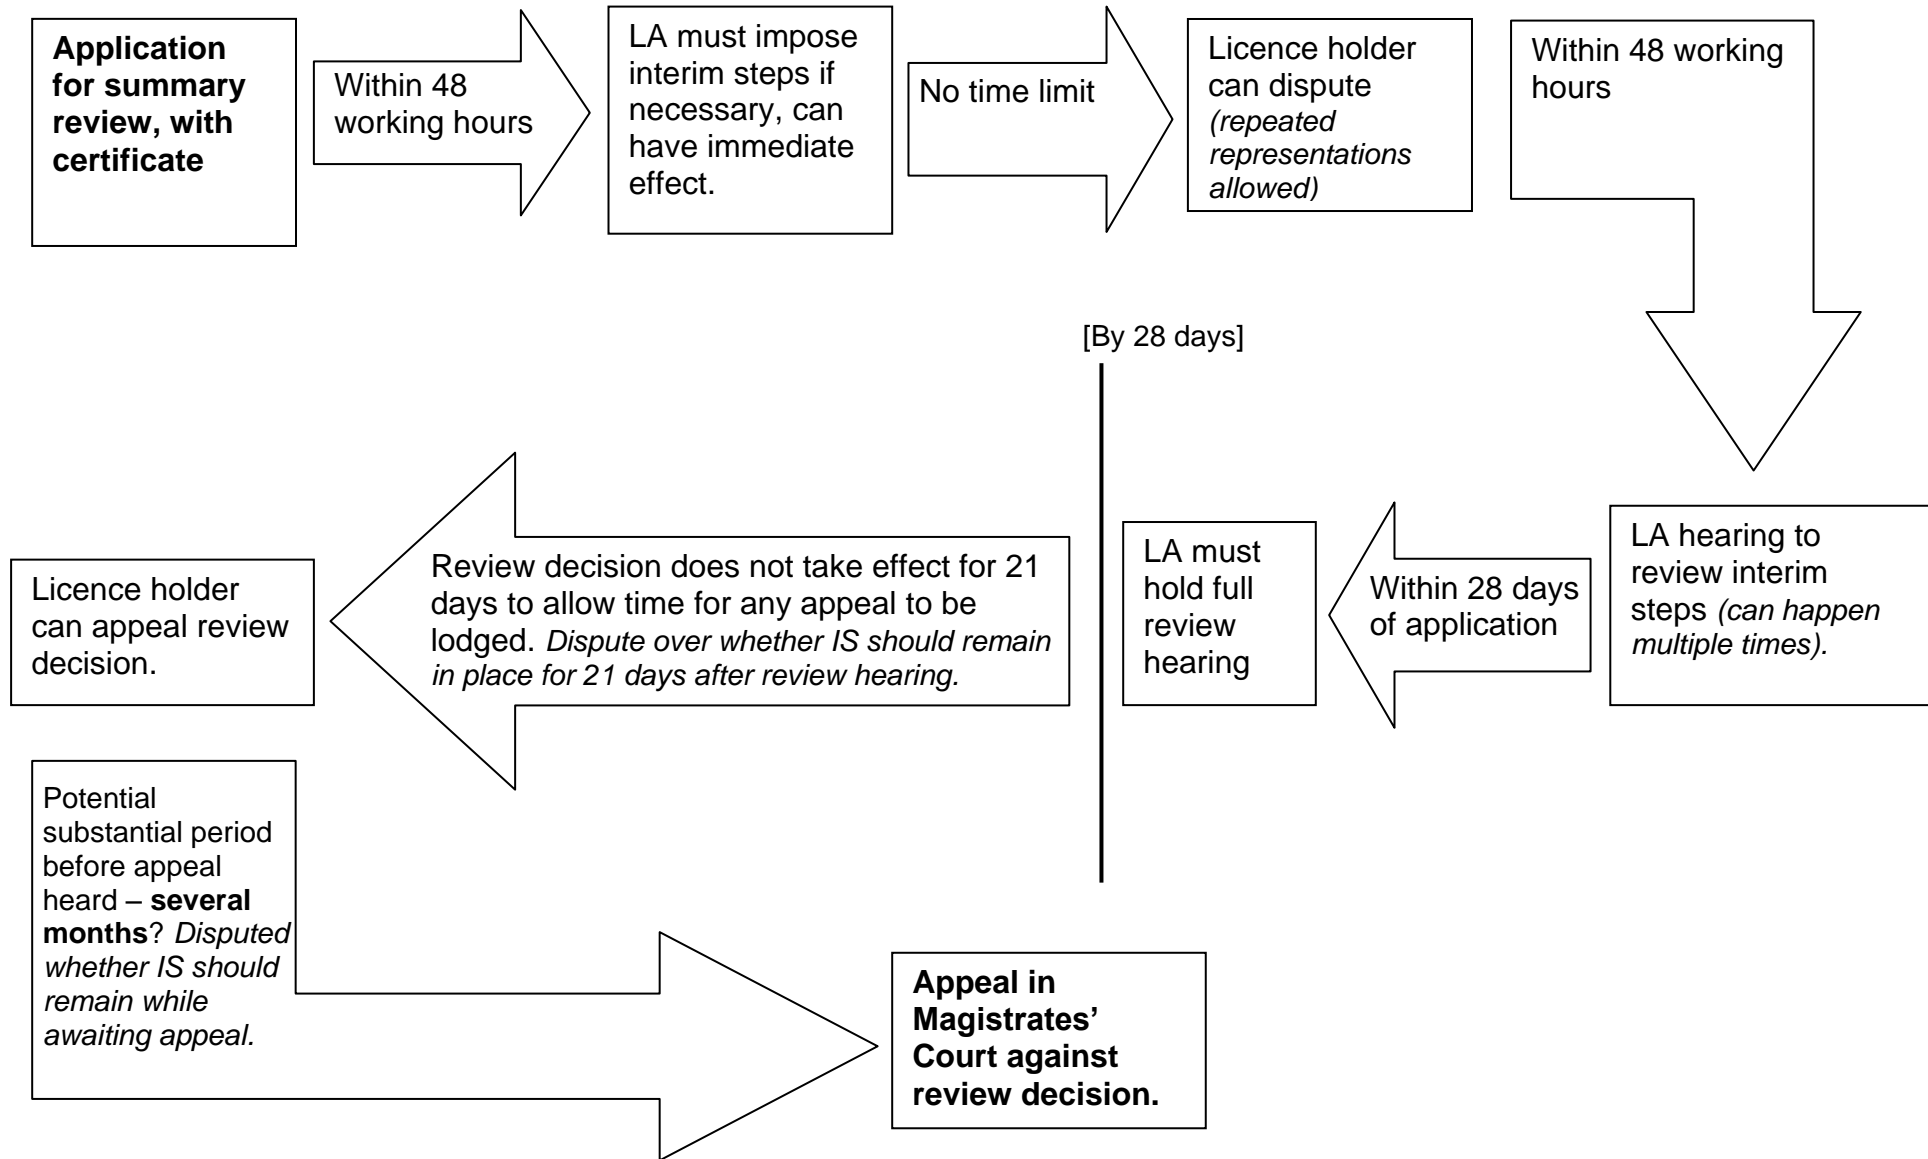 Application
for summary
review, with
certificate
Within 48
working hours
LA must impose
interim steps if
necessary, can
have immediate
effect.
No time limit
Licence holder
can dispute
(repeated
representations
allowed)
Within 48 working
hours
[By 28 days]
LA hearing to
review interim
steps (can happen
multiple times).
Within 28 days
of application
LA must
hold full
review
hearing
Review decision does not take effect for 21
days to allow time for any appeal to be
lodged. Dispute over whether IS should remain
in place for 21 days after review hearing.
Licence holder
can appeal review
decision.
Potential
substantial period
before appeal
heard – several
months? Disputed
whether IS should
remain while
awaiting appeal.
Appeal in
Magistrates’
Court against
review decision.